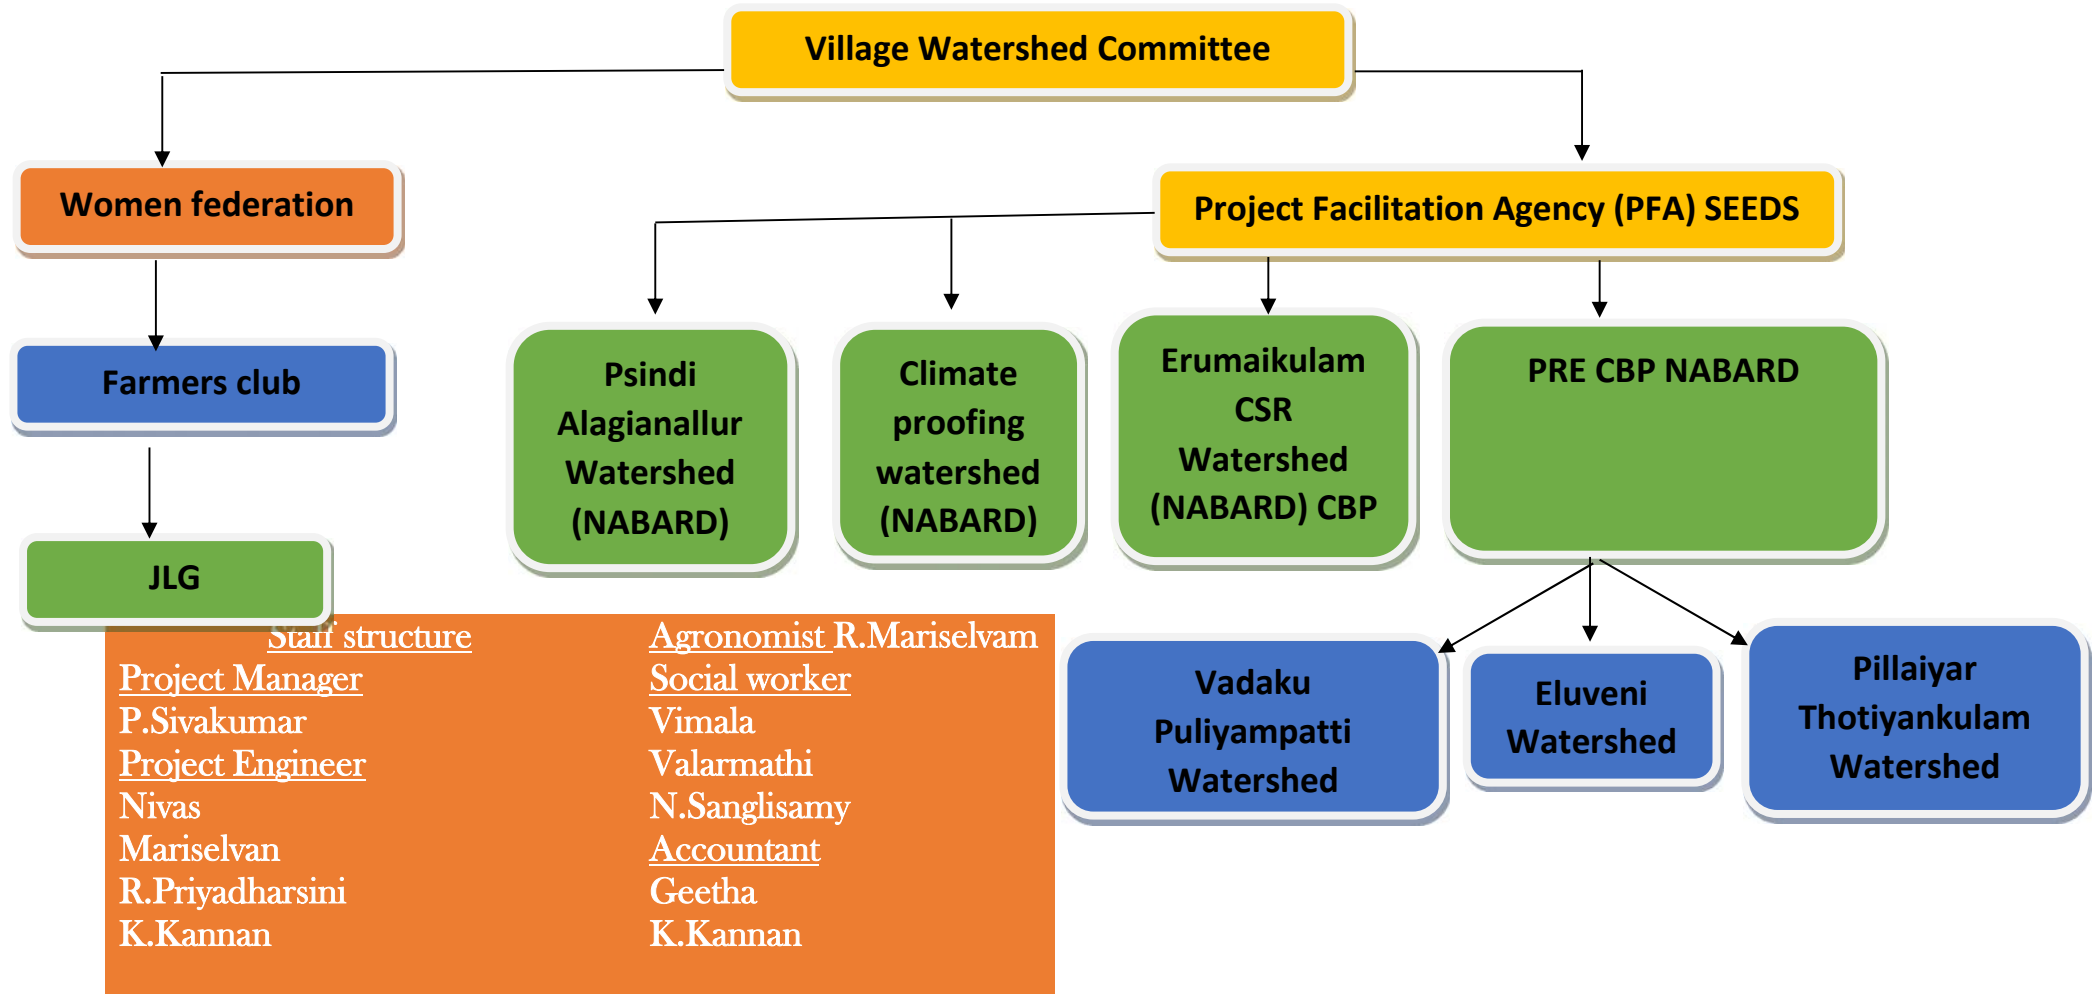 Village Watershed Committee
Women federation
Project Facilitation Agency (PFA) SEEDS
Farmers club
JLG
Psindi
Alagianallur
Watershed
(NABARD)
Climate
proofing
watershed
(NABARD)
Erumaikulam
CSR
Watershed
(NABARD) CBP
PRE CBP NABARD
Vadaku
Puliyampatti
Watershed
Eluveni
Watershed
Pillaiyar
Thotiyankulam
Watershed
Staff structure
Project Manager
P.Sivakumar
Project Engineer
Nivas
Mariselvan
R.Priyadharsini
K.Kannan
Agronomist R.Mariselvam
Social worker
Vimala
Valarmathi
N.Sanglisamy
Accountant
Geetha
K.Kannan